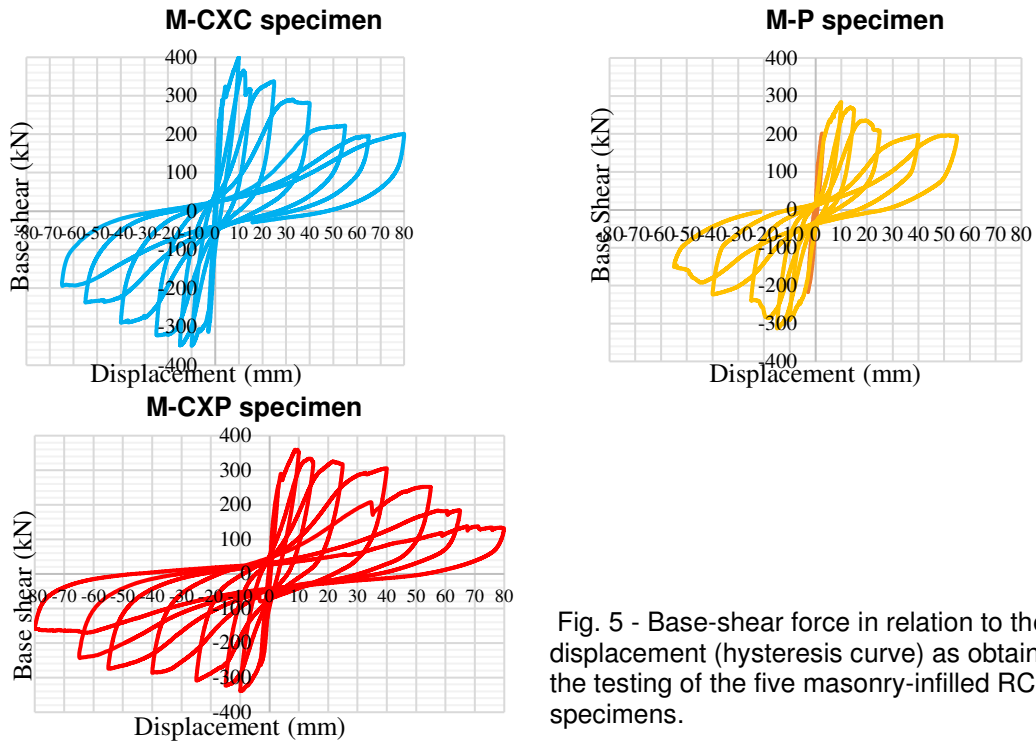 M-CXC specimen
400
300
200
100
0
-80-70-60-50-40-30-20-10 0 10 20 30 40 50 60 70 80
-100
-200
-300
-400
Base shear (kN)
Displacement (mm)
M-P specimen
400
300
200
100
0
-80-70-60-50-40-30-20-10 0 10 20 30 40 50 60 70 80
-100
-200
-300
-400
Base Shear (kN)
Displacement (mm)
M-CXP specimen
400
300
200
100
0
-80-70-60-50-40-30-20-10 0 10 20 30 40 50 60 70 80
-100
-200
-300
-400
Base shear (kN)
Displacement (mm)
Fig. 5 - Base-shear force in relation to the
displacement (hysteresis curve) as obtain
the testing of the five masonry-infilled RC
specimens.